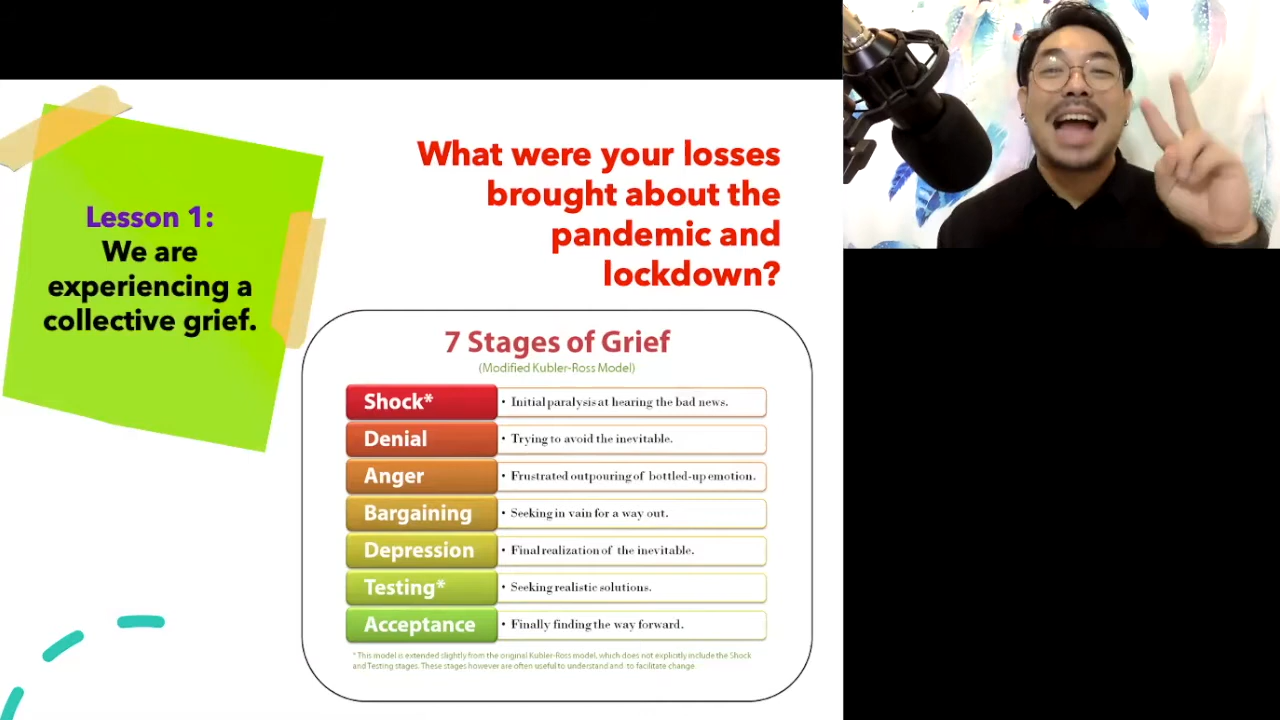 Lesson 1:
We are
experiencing a
collective grief.
What were your losses
brought about the
pandemic and
lockdown?
7 Stages of Grief
(Modified Kubler-Ross Model)
Shock* • Initial paralysis at hearing the bad news.
Denial • Trying to avoid the inevitable.
Anger • Frustrated outpouring of bottled-up emotion.
Bargaining • Seeking in vain for a way out.
Depression • Final realization of the inevitable.
Testing* • Seeking realistic solutions.
Acceptance • Finally finding the way forward.
* This model is extended slightly from the original Kubler-Ross model, which does not explicitly include the Shock
and Testing stages. These stages however are often useful to understand and to facilitate change